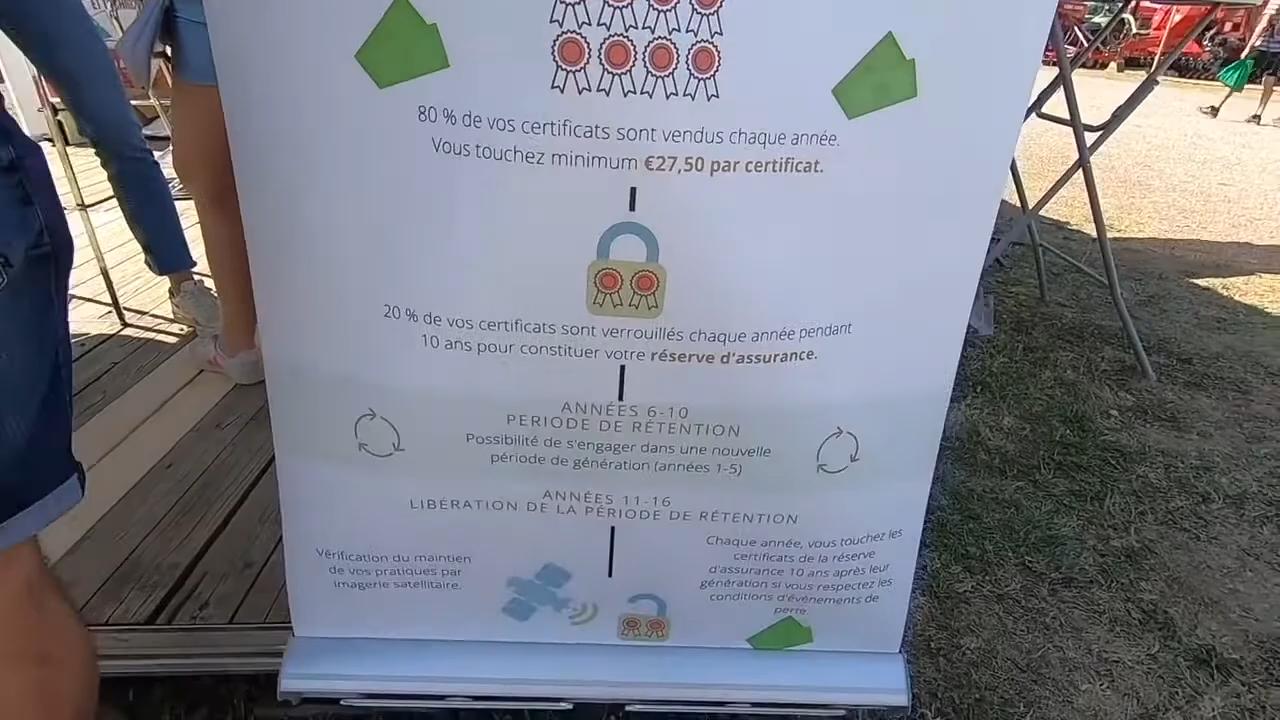 80 % de vos certificats sont vendus chaque année.
Vous touchez minimum €27,50 par certificat.
20 % de vos certificats sont verrouillés chaque année pendant
10 ans pour constituer votre réserve d'assurance.
ANNÉES 6-10
PERIODE DE RÉTENTION
Possibilité de s'engager dans une nouvelle
période de génération (années 1-5)
ANNÉES 11-16
LIBÉRATION DE LA PÉRIODE DE RÉTENTION
Vérification du maintien
de vos pratiques par
imagerie satellitaire.
Chaque année, vous touchez les
certificats de la réserve
d'assurance 10 ans après leur
génération si vous respectez les
conditions d'évènements de
perte.